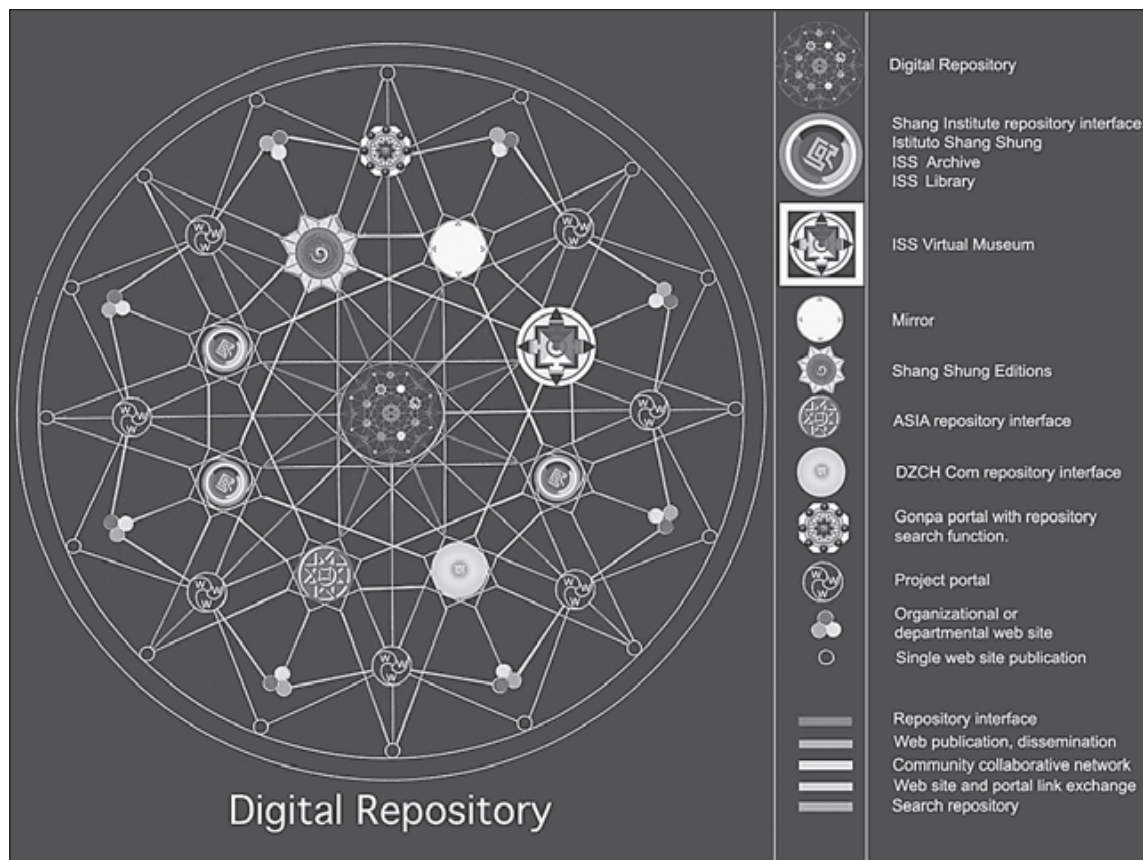 Digital Repository
Shang Institute repository interface
Istituto Shang Shung
ISS Archive
ISS Library
ISS Virtual Museum
Mirror
Shang Shung Editions
ASIA repository interface
DZCH Com repository interface
Gonpa portal with repository
search function.
W W W
Project portal
Organizational or
departmental web site
Single web site publication
Repository interface
Web publication, dissemination
Community collaborative network
Web site and portal link exchange
Search repository
W W W
W W W
W W W
W W W
W W W
W W W
W W W
Digital Repository